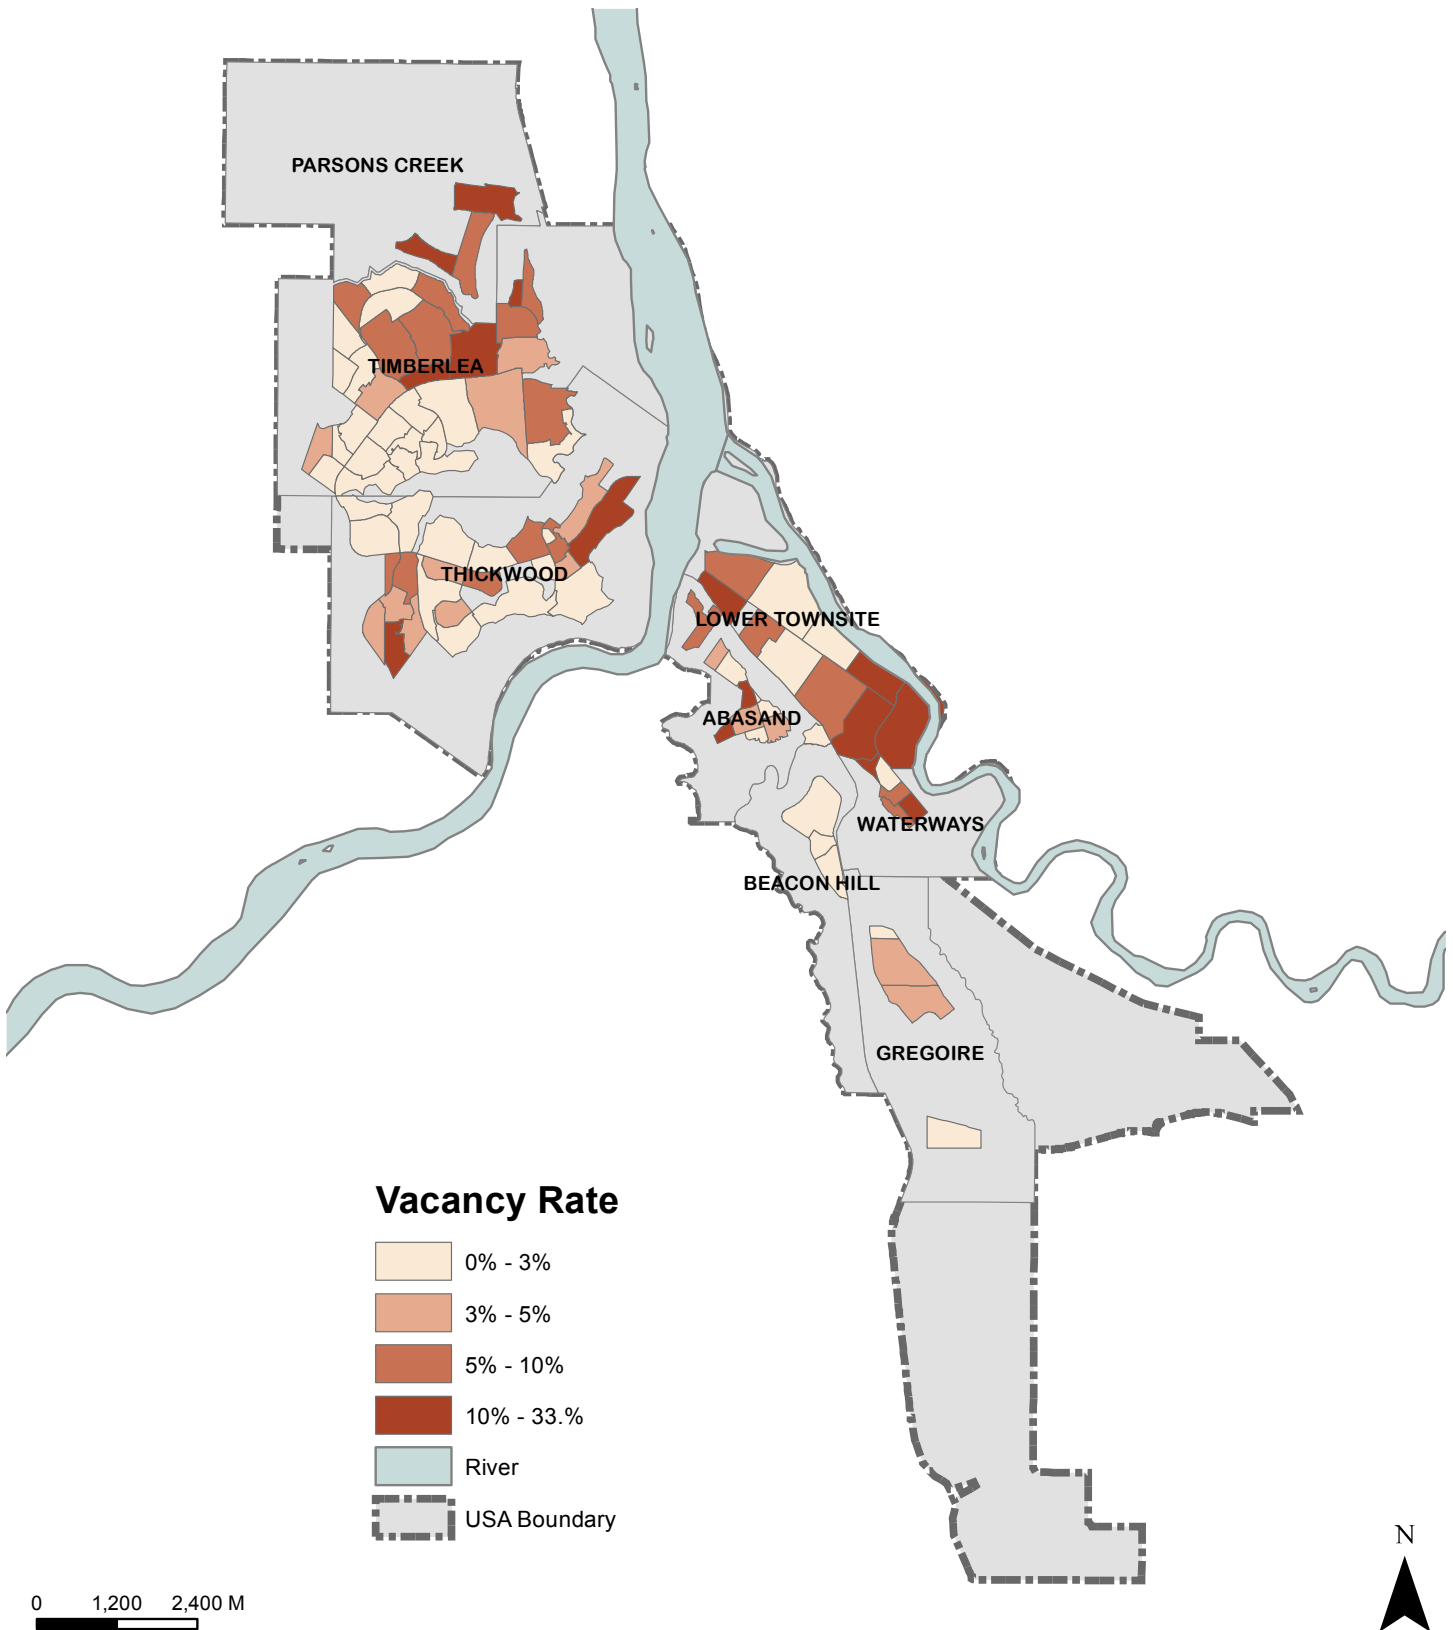 PARSONS CREEK
TIMBERLEA
THICKWOOD
LOWER TOWNSITE
ABASAND
WATERWAYS
BEACON HILL
GREGOIRE
Vacancy Rate
0% - 3%
3% - 5%
5% - 10%
10% - 33.%
River
USA Boundary
N
0 1,200 2,400 M